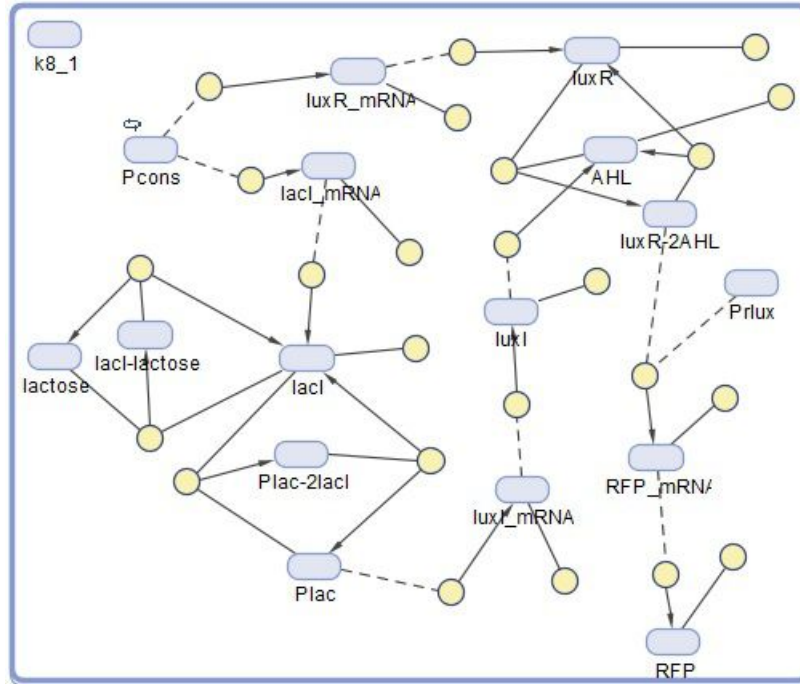 k8_1
luxR_mRNA
luxR
Pcons
lacI_mRNA
AHL
luxR-2AHL
Prlux
lactose
lacI-lactose
lacI
luxI
Plac-2lacI
RFP_mRNA
luxI_mRNA
Plac
RFP